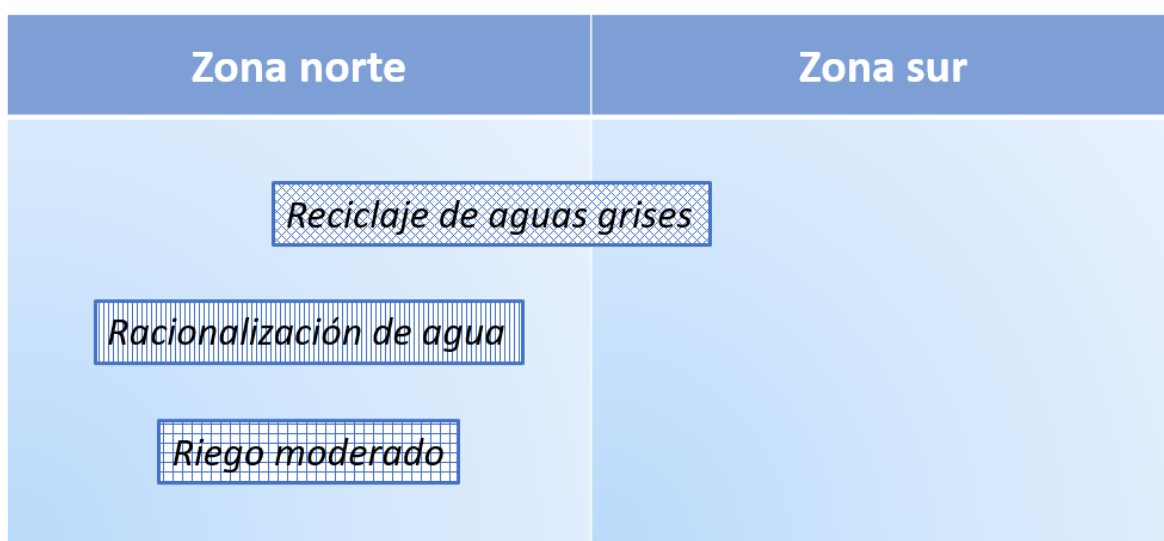 Zona norte
Zona sur
Reciclaje de aguas grises
Racionalización de agua
Riego moderado